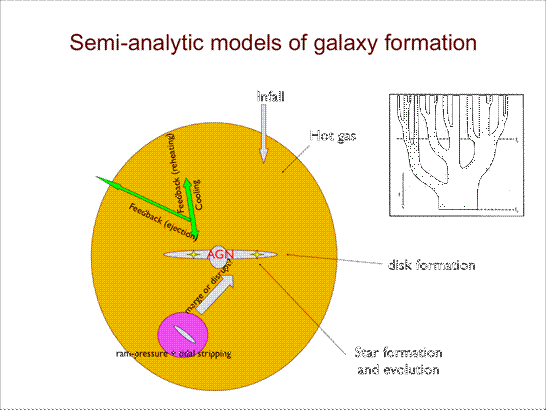 Semi-analytic models of galaxy formation
Infall
Hot gas
Feedback (reheating)
Cooling
Feedback (ejection)
AGN
disk formation
merge or disrupt?
ram-pressure + tidal stripping
Star formation
and evolution